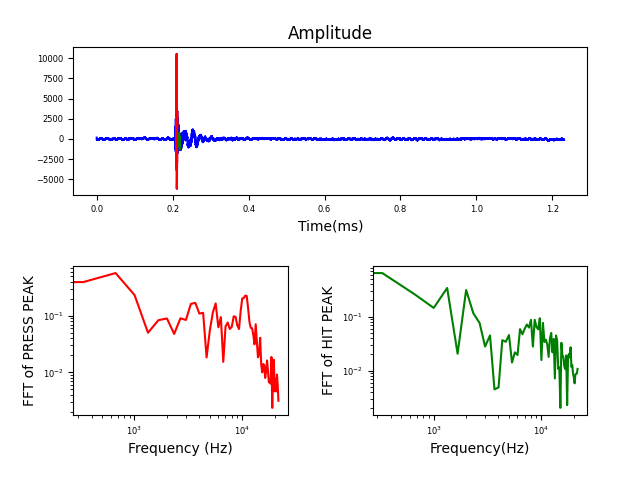 Amplitude
10000
7500
5000
2500
0
−2500
−5000
0.0 0.2 0.4 0.6 0.8 1.0 1.2
Time(ms)
FFT of PRESS PEAK
10⁻¹
10⁻²
10³ 10⁴
Frequency (Hz)
FFT of HIT PEAK
10⁻¹
10⁻²
10³ 10⁴
Frequency(Hz)